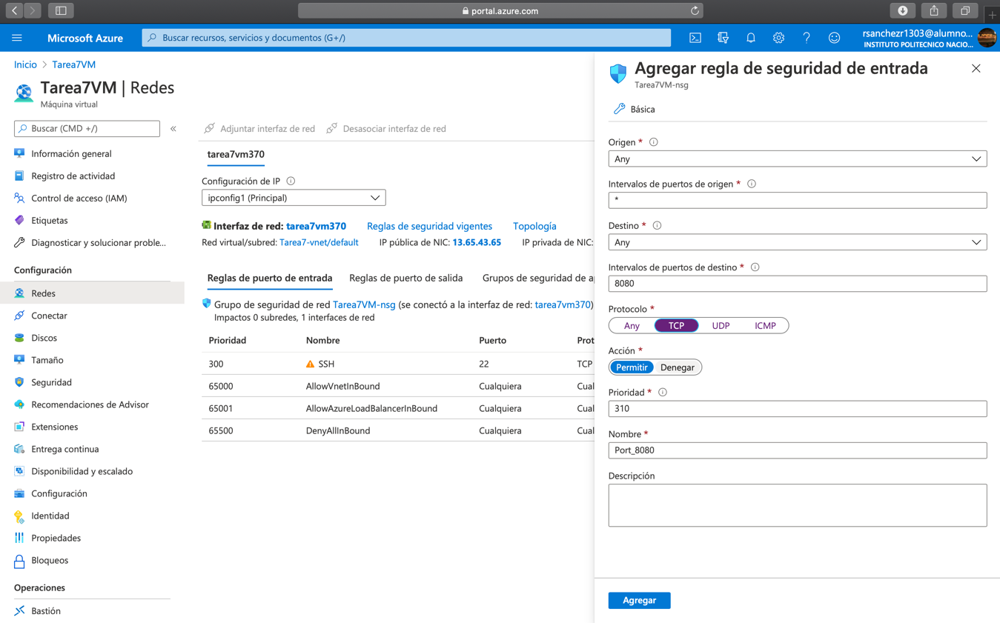 portal.azure.com
Microsoft Azure
Buscar recursos, servicios y documentos (G+/)
rsanchezr1303@alumno...
INSTITUTO POLITECNICO NACIO...
Inicio > Tarea7VM
Tarea7VM | Redes
Máquina virtual
Buscar (CMD +/)
«
Información general
Registro de actividad
Control de acceso (IAM)
Etiquetas
Diagnosticar y solucionar proble...
Configuración
Redes
Conectar
Discos
Tamaño
Seguridad
Recomendaciones de Advisor
Extensiones
Entrega continua
Disponibilidad y escalado
Configuración
Identidad
Propiedades
Bloqueos
Operaciones
Bastión
Adjuntar interfaz de red Desasociar interfaz de red
tarea7vm370
Configuración de IP
ipconfig1 (Principal)
Interfaz de red: tarea7vm370 Reglas de seguridad vigentes Topología
Red virtual/subred: Tarea7-vnet/default IP pública de NIC: 13.65.43.65 IP privada de NIC:
Reglas de puerto de entrada Reglas de puerto de salida Grupos de seguridad de a
Grupo de seguridad de red Tarea7VM-nsg (se conectó a la interfaz de red: tarea7vm370)
Impactos 0 subredes, 1 interfaces de red
Prioridad Nombre Puerto Prot
300 SSH 22 TCP
65000 AllowVnetInBound Cualquiera Cual
65001 AllowAzureLoadBalancerInBound Cualquiera Cual
65500 DenyAllInBound Cualquiera Cual
Agregar regla de seguridad de entrada
Tarea7VM-nsg
Básica
Origen *
Any
Intervalos de puertos de origen *
*
Destino *
Any
Intervalos de puertos de destino *
8080
Protocolo *
Any TCP UDP ICMP
Acción *
Permitir Denegar
Prioridad *
310
Nombre *
Port_8080
Descripción
Agregar